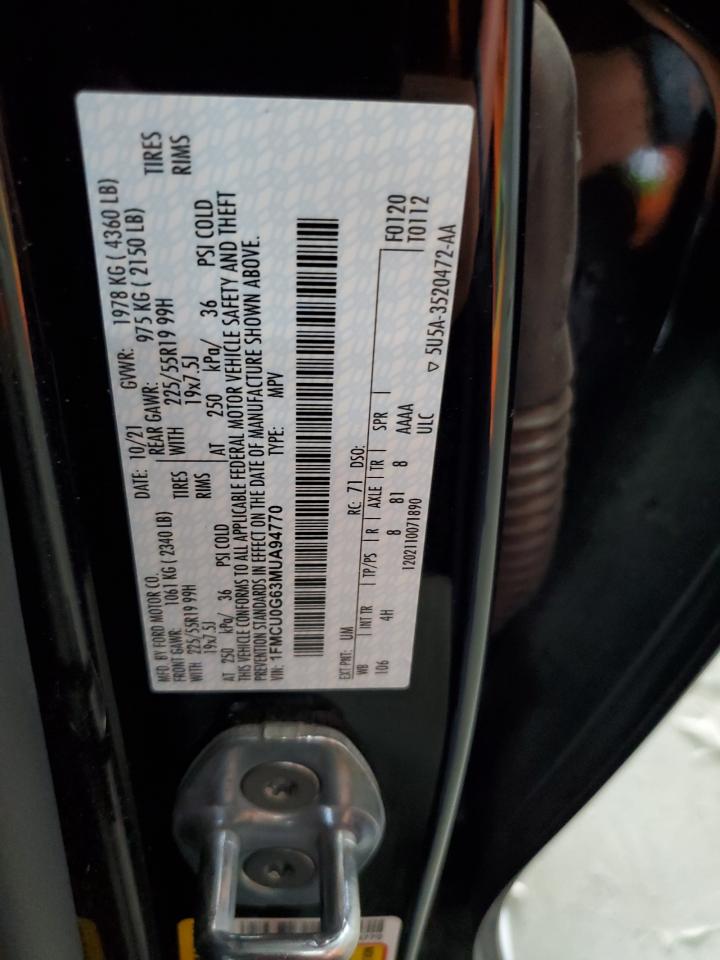 MFD. BY FORD MOTOR CO.
DATE: 10/21 GVWR: 1978 KG ( 4360 LB)
FRONT GAWR: 1061 KG ( 2340 LB) REAR GAWR: 975 KG ( 2150 LB)
WITH 225/55R19 99H TIRES WITH 225/55R19 99H TIRES
19x7.5J RIMS 19x7.5J RIMS
AT 250 kPa/ 36 PSI COLD AT 250 kPa/ 36 PSI COLD
THIS VEHICLE CONFORMS TO ALL APPLICABLE FEDERAL MOTOR VEHICLE SAFETY AND THEFT
PREVENTION STANDARDS IN EFFECT ON THE DATE OF MANUFACTURE SHOWN ABOVE.
VIN: 1FMCU0G63MUA94770 TYPE: MPV
EXT PNT: UM RC: 71 DSO: F0120
WB INT TR TP/PS R AXLE TR SPR T0112
106 4H 8 81 8 AAAA
1202110071890 ULC
▽ 5U5A-3520472-AA